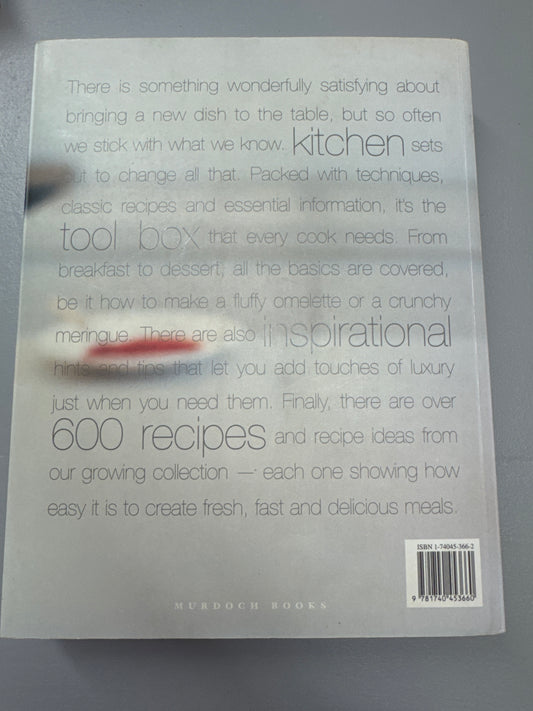 There is something wonderfully satisfying about
bringing a new dish to the table, but so often
we stick with what we know. kitchen sets
out to change all that. Packed with techniques,
classic recipes and essential information, it's the
tool box that every cook needs. From
breakfast to dessert, all the basics are covered,
be it how to make a fluffy omelette or a crunchy
meringue. There are also inspirational
hints and tips that let you add touches of luxury
just when you need them. Finally, there are over
600 recipes and recipe ideas from
our growing collection — each one showing how
easy it is to create fresh, fast and delicious meals.
ISBN 1-74045-366-2
9 781740 453660
MURDOCH BOOKS